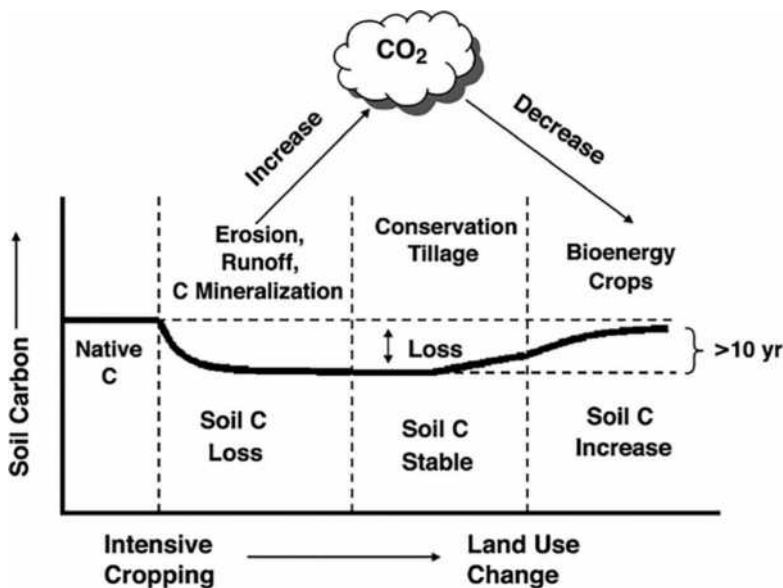 CO₂
Increase
Decrease
Erosion,
Runoff,
C Mineralization
Conservation
Tillage
Bioenergy
Crops
Soil Carbon
Native
C
Loss
>10 yr
Soil C
Loss
Soil C
Stable
Soil C
Increase
Intensive
Cropping
Land Use
Change